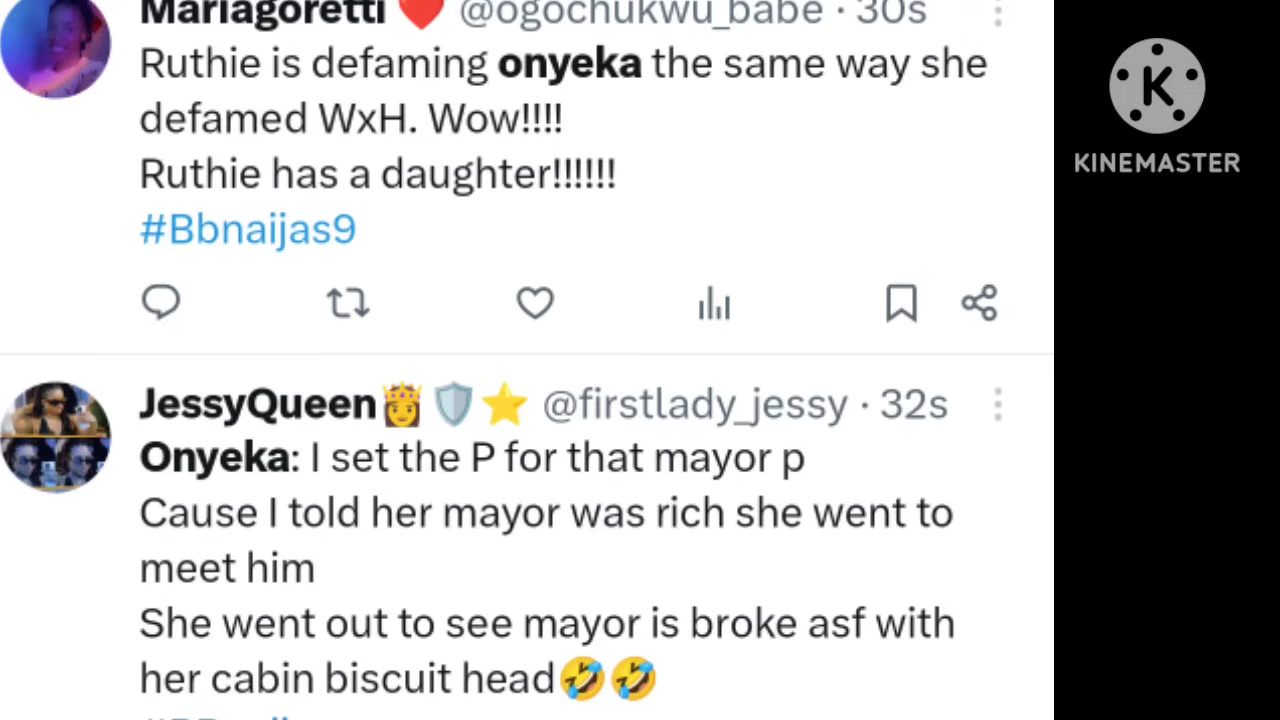 Mariagoretti ❤️ @ogochukwu_babe · 30s
Ruthie is defaming onyeka the same way she
defamed WxH. Wow!!!!
Ruthie has a daughter!!!!!!
#Bbnaijas9
JessyQueen👸🛡️⭐ @firstlady_jessy · 32s
Onyeka: I set the P for that mayor p
Cause I told her mayor was rich she went to
meet him
She went out to see mayor is broke asf with
her cabin biscuit head🤣🤣
K
KINEMASTER